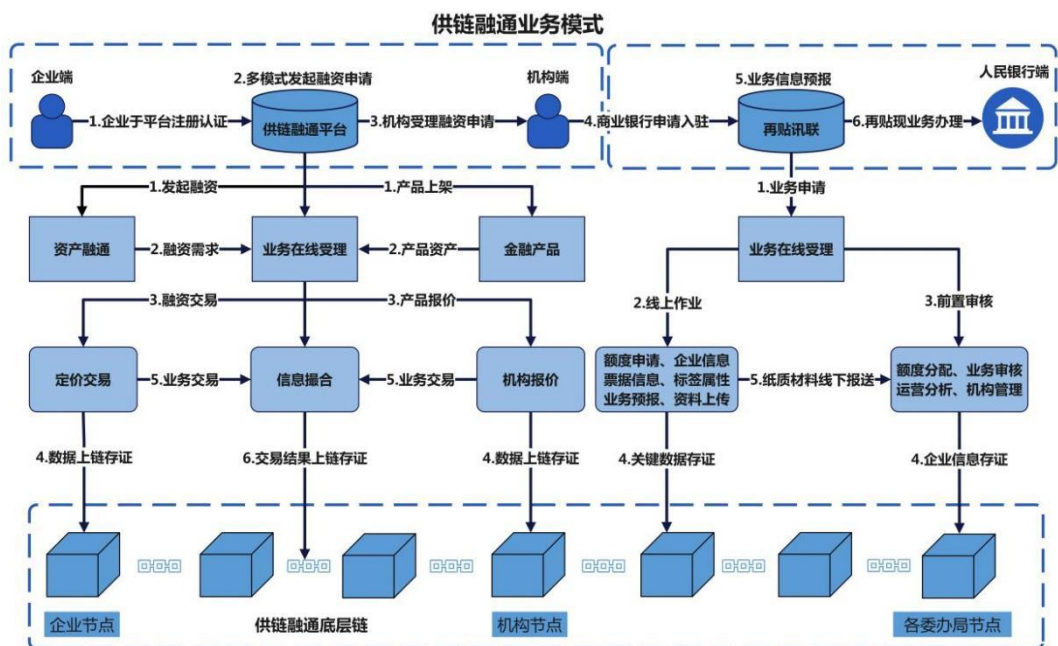 供链融通业务模式
企业端
2.多模式发起融资申请
机构端
5.业务信息预报
人民银行端
1.企业于平台注册认证
供链融通平台
3.机构受理融资申请
4.商业银行申请入驻
再贴讯联
6.再贴现业务办理
1.发起融资
1.产品上架
1.业务申请
资产融通
2.融资需求
业务在线受理
2.产品资产
金融产品
业务在线受理
3.融资交易
3.产品报价
2.线上作业
3.前置审核
定价交易
5.业务交易
信息撮合
5.业务交易
机构报价
额度申请、企业信息
票据信息、标签属性
业务预报、资料上传
5.纸质材料线下报送
额度分配、业务审核
运营分析、机构管理
4.数据上链存证
6.交易结果上链存证
4.数据上链存证
4.关键数据存证
4.企业信息存证
企业节点
供链融通底层链
机构节点
各委办局节点